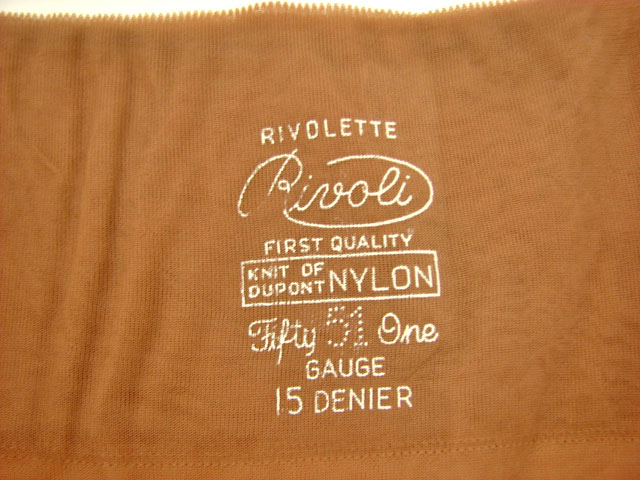 RIVOLETTE
Rivoli
FIRST QUALITY
KNIT OF DUPONT NYLON
Fifty 51 One
GAUGE
15 DENIER